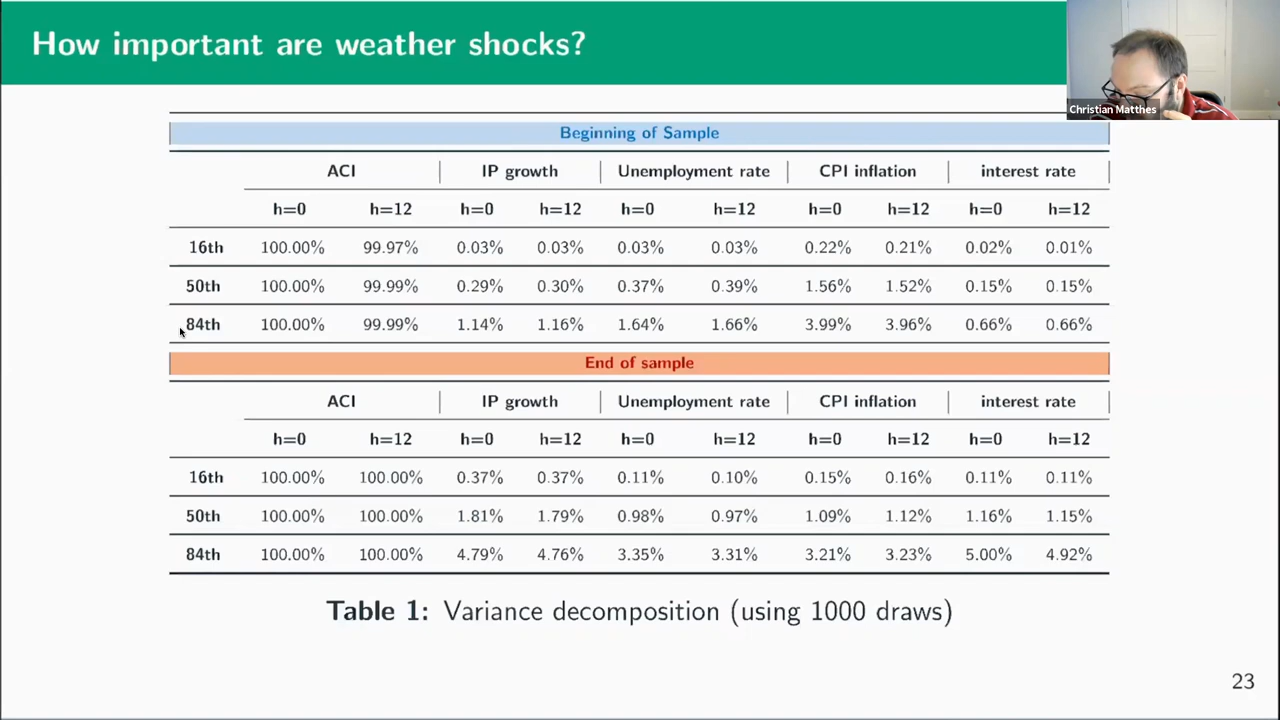 How important are weather shocks?
Christian Matthes
Beginning of Sample
ACI IP growth Unemployment rate CPI inflation interest rate
h=0 h=12 h=0 h=12 h=0 h=12 h=0 h=12 h=0 h=12
16th 100.00% 99.97% 0.03% 0.03% 0.03% 0.03% 0.22% 0.21% 0.02% 0.01%
50th 100.00% 99.99% 0.29% 0.30% 0.37% 0.39% 1.56% 1.52% 0.15% 0.15%
84th 100.00% 99.99% 1.14% 1.16% 1.64% 1.66% 3.99% 3.96% 0.66% 0.66%
End of sample
ACI IP growth Unemployment rate CPI inflation interest rate
h=0 h=12 h=0 h=12 h=0 h=12 h=0 h=12 h=0 h=12
16th 100.00% 100.00% 0.37% 0.37% 0.11% 0.10% 0.15% 0.16% 0.11% 0.11%
50th 100.00% 100.00% 1.81% 1.79% 0.98% 0.97% 1.09% 1.12% 1.16% 1.15%
84th 100.00% 100.00% 4.79% 4.76% 3.35% 3.31% 3.21% 3.23% 5.00% 4.92%
Table 1: Variance decomposition (using 1000 draws)
23